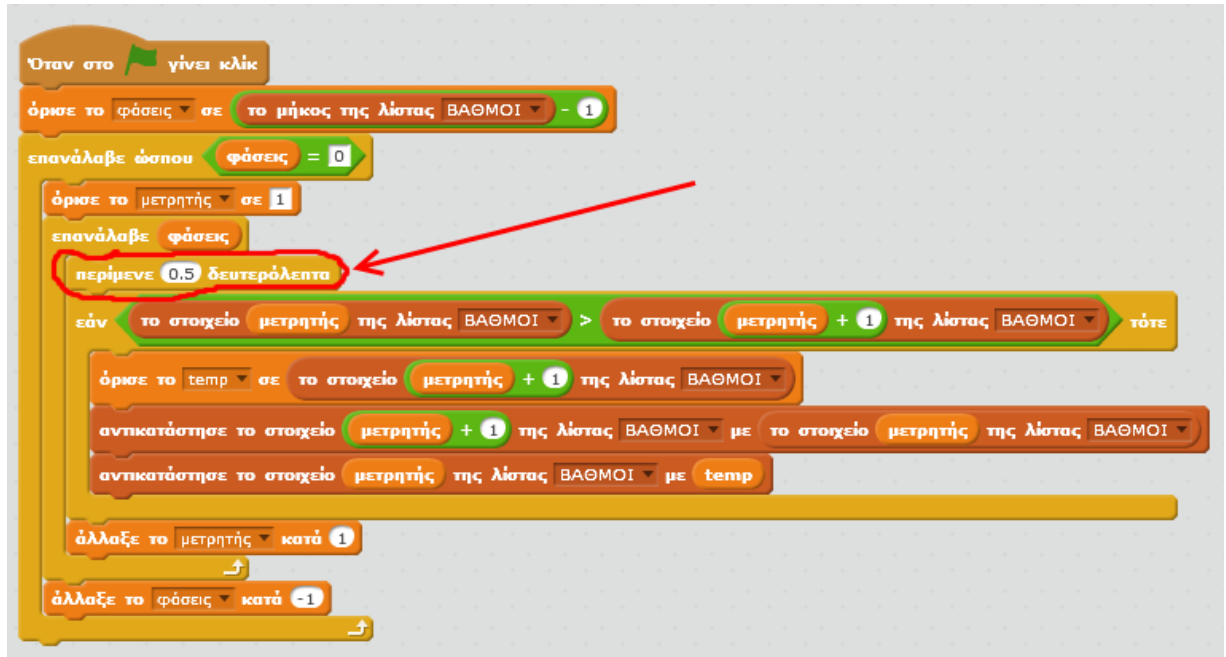 Όταν στο γίνει κλίκ
όρισε το φάσεις σε το μήκος της λίστας ΒΑΘΜΟΙ - 1
επανάλαβε ώσπου φάσεις = 0
όρισε το μετρητής σε 1
επανάλαβε φάσεις
περίμενε 0.5 δευτερόλεπτα
εάν το στοιχείο μετρητής της λίστας ΒΑΘΜΟΙ > το στοιχείο μετρητής + 1 της λίστας ΒΑΘΜΟΙ τότε
όρισε το temp σε το στοιχείο μετρητής + 1 της λίστας ΒΑΘΜΟΙ
αντικατάστησε το στοιχείο μετρητής + 1 της λίστας ΒΑΘΜΟΙ με το στοιχείο μετρητής της λίστας ΒΑΘΜΟΙ
αντικατάστησε το στοιχείο μετρητής της λίστας ΒΑΘΜΟΙ με temp
άλλαξε το μετρητής κατά 1
άλλαξε το φάσεις κατά -1